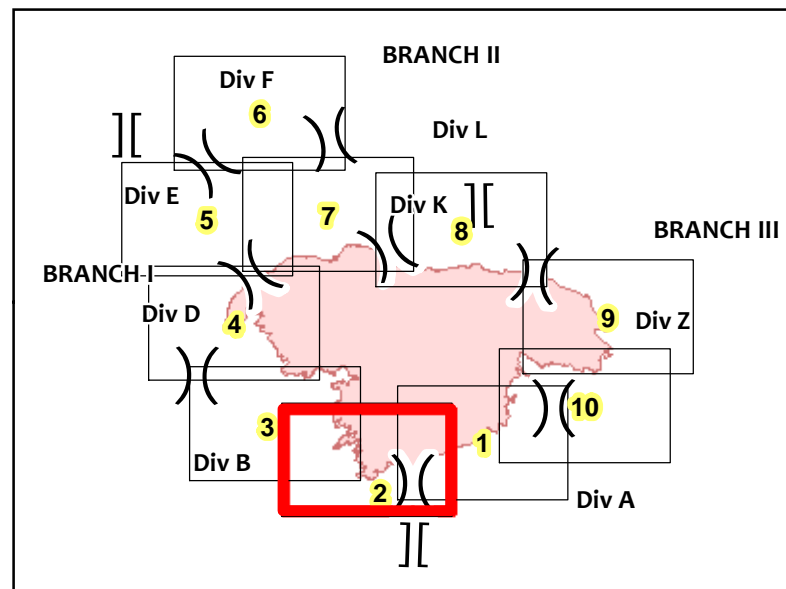 BRANCH II
Div F
6
][
Div L
Div E
5
7
Div K
][
8
BRANCH III
BRANCH I
Div D
4
9
Div Z
3
10
1
Div B
2
Div A
][